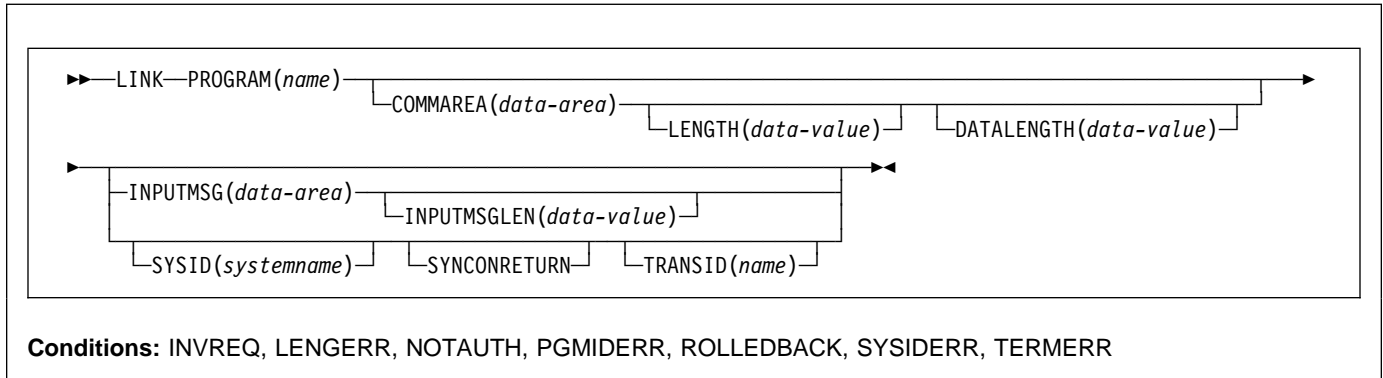 LINK PROGRAM(name)
COMMAREA(data-area)
LENGTH(data-value) DATALENGTH(data-value)
INPUTMSG(data-area)
INPUTMSGLEN(data-value)
SYSID(systemname) SYNCONRETURN TRANSID(name)
Conditions: INVREQ, LENGERR, NOTAUTH, PGMIDERR, ROLLEDBACK, SYSIDERR, TERMERR